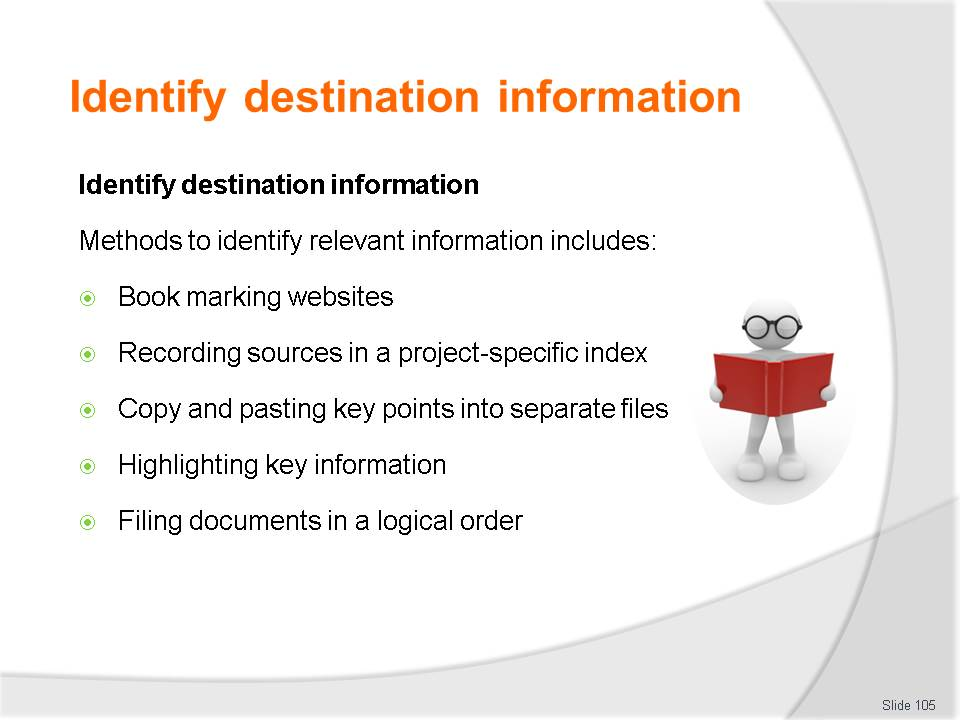 Identify destination information
Identify destination information
Methods to identify relevant information includes:
Book marking websites
Recording sources in a project-specific index
Copy and pasting key points into separate files
Highlighting key information
Filing documents in a logical order
Slide 105